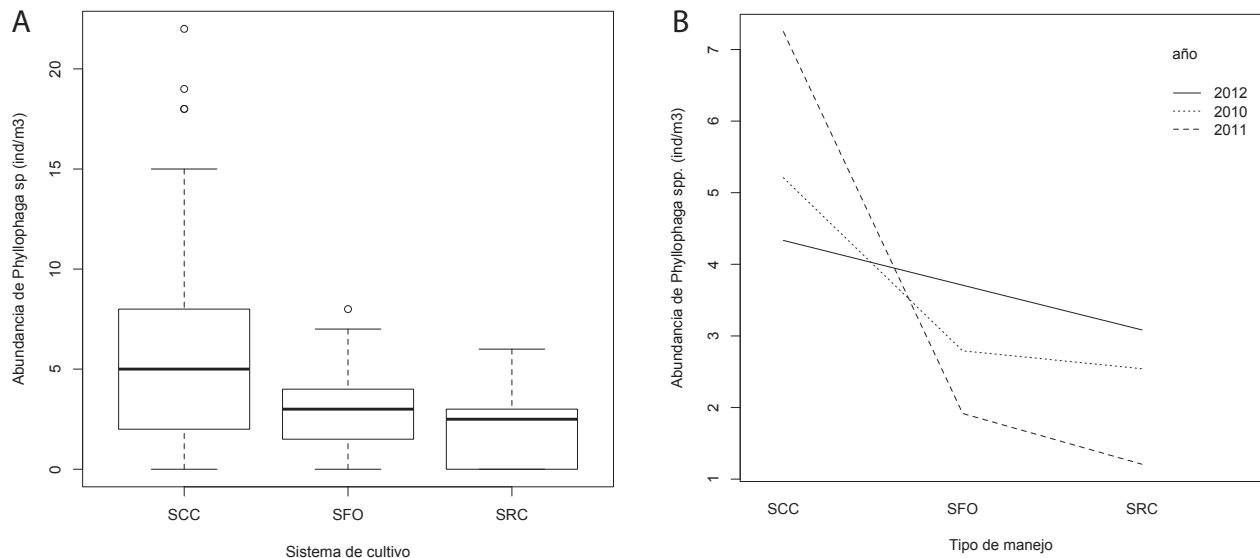 A
Abundancia de Phyllophaga sp (ind/m3)
20
15
10
5
0
SCC
SFO
SRC
Sistema de cultivo
B
Abundancia de Phyllophaga spp. (ind/m3)
7
6
5
4
3
2
1
año
2012
2010
2011
SCC
SFO
SRC
Tipo de manejo